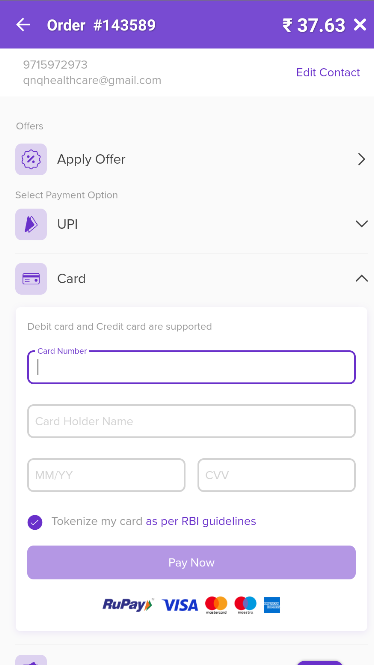 Order #143589
₹ 37.63
9715972973
qnqhealthcare@gmail.com
Edit Contact
Offers
Apply Offer
Select Payment Option
UPI
Card
Debit card and Credit card are supported
Card Number
Card Holder Name
MM/YY
CVV
Tokenize my card as per RBI guidelines
Pay Now
RuPay VISA mastercard maestro